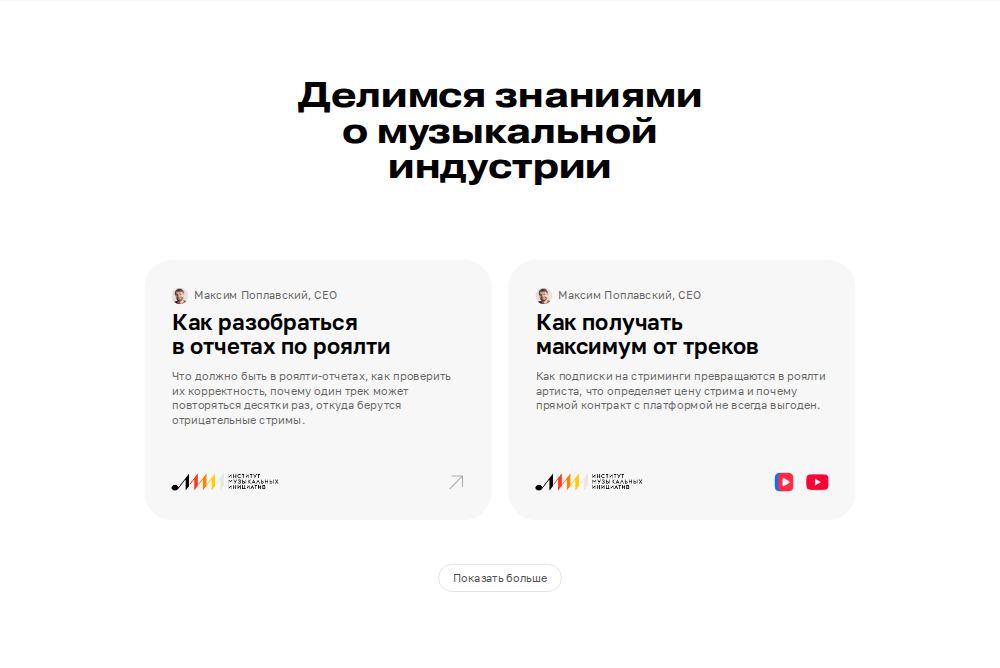 Делимся знаниями
о музыкальной
индустрии
Максим Поплавский, CEO
Как разобраться
в отчетах по роялти
Что должно быть в роялти-отчетах, как проверить
их корректность, почему один трек может
повторяться десятки раз, откуда берутся
отрицательные стримы.
ИНСТИТУТ
МУЗЫКАЛЬНЫХ
ИНИЦИАТИВ
Максим Поплавский, CEO
Как получать
максимум от треков
Как подписки на стриминги превращаются в роялти
артиста, что определяет цену стрима и почему
прямой контракт с платформой не всегда выгоден.
ИНСТИТУТ
МУЗЫКАЛЬНЫХ
ИНИЦИАТИВ
Показать больше